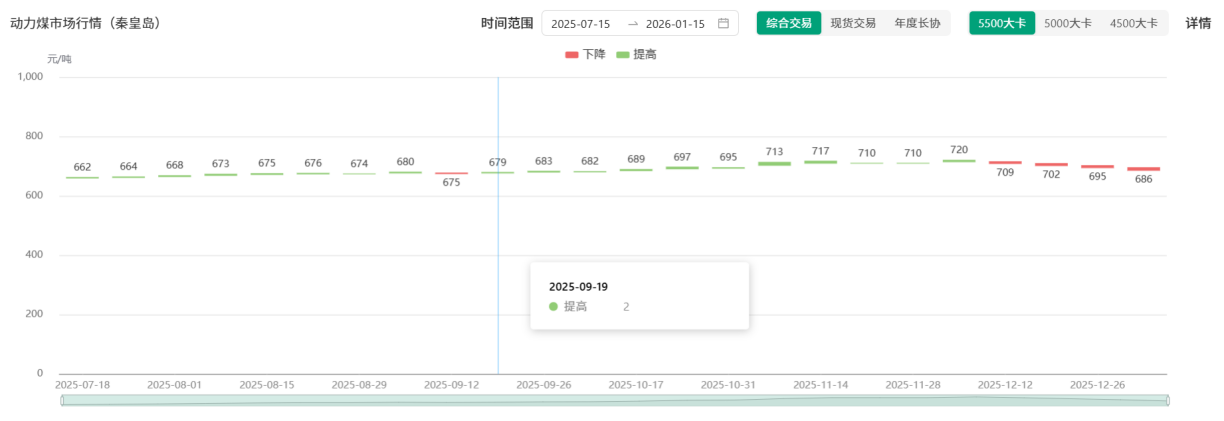 动力煤市场行情（秦皇岛）
时间范围 2025-07-15 → 2026-01-15 综合交易 现货交易 年度长协 5500大卡 5000大卡 4500大卡 详情
元/吨
下降 提高
1,000
800
600
400
200
0
662 664 668 673 675 676 674 680 675 679 683 682 689 697 695 713 717 710 710 720 709 702 695 686
2025-09-19
提高 2
2025-07-18 2025-08-01 2025-08-15 2025-08-29 2025-09-12 2025-09-26 2025-10-17 2025-10-31 2025-11-14 2025-11-28 2025-12-12 2025-12-26